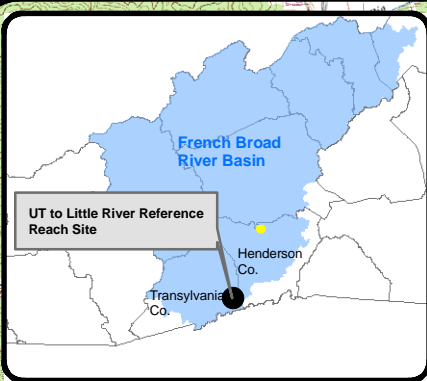 French Broad
River Basin
UT to Little River Reference
Reach Site
Henderson
Co.
Transylvania
Co.